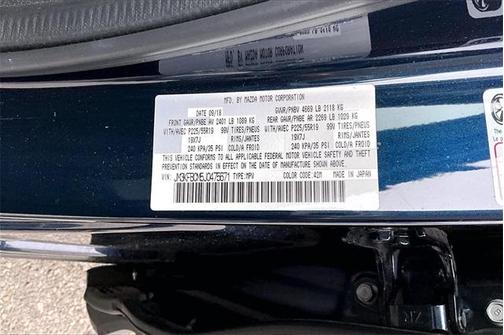 MFD. BY MAZDA MOTOR CORPORATION
DATE 09/18 GVWR/PNBV 4669 LB 2118 KG
FRONT GAWR/PNBE AV 2401 LB 1089 KG REAR GAWR/PNBE AR 2269 LB 1029 KG
WITH/AVEC P225/55R19 99V TIRES/PNEUS WITH/AVEC P225/55R19 99V TIRES/PNEUS
19X7J RIMS/JANTES 19X7J RIMS/JANTES
240 KPA/35 PSI COLD/A FROID 240 KPA/35 PSI COLD/A FROID
THIS VEHICLE CONFORMS TO ALL APPLICABLE FEDERAL MOTOR VEHICLE SAFETY AND THEFT
PREVENTION STANDARDS IN EFFECT ON THE DATE OF MANUFACTURE SHOWN ABOVE.
TYPE:MPV COLOR CODE: 42M MADE IN JAPAN